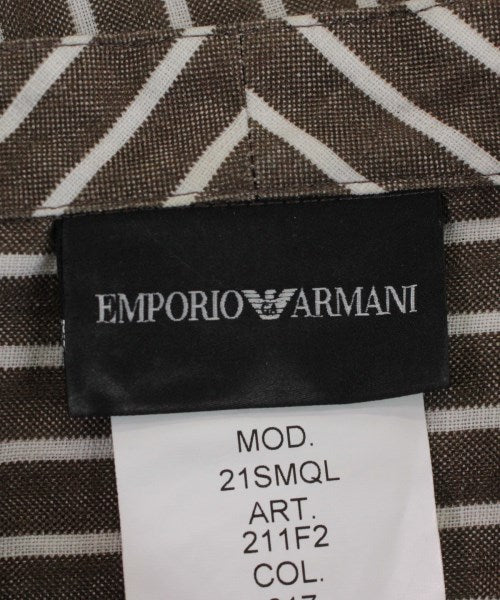 EMPORIO ARMANI
MOD.
21SMQL
ART.
211F2
COL.